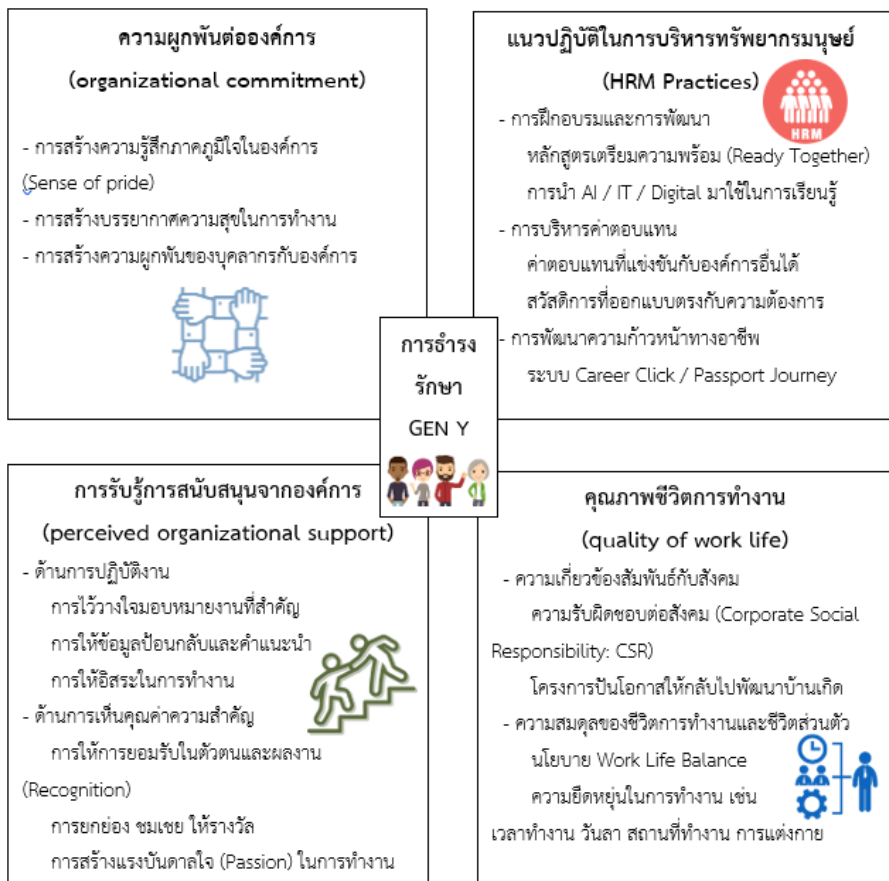 ความผูกพันต่อองค์การ
(organizational commitment)
- การสร้างความรู้สึกภาคภูมิใจในองค์การ
(Sense of pride)
- การสร้างบรรยากาศความสุขในการทำงาน
- การสร้างความผูกพันของบุคลากรกับองค์การ
แนวปฏิบัติในการบริหารทรัพยากรมนุษย์
(HRM Practices)
HRM
- การฝึกอบรมและการพัฒนา
หลักสูตรเตรียมความพร้อม (Ready Together)
การนำ AI / IT / Digital มาใช้ในการเรียนรู้
- การบริหารค่าตอบแทน
ค่าตอบแทนที่แข่งขันกับองค์การอื่นได้
สวัสดิการที่ออกแบบตรงกับความต้องการ
- การพัฒนาความก้าวหน้าทางอาชีพ
ระบบ Career Click / Passport Journey
การธำรง
รักษา
GEN Y
การรับรู้การสนับสนุนจากองค์การ
(perceived organizational support)
- ด้านการปฏิบัติงาน
การไว้วางใจมอบหมายงานที่สำคัญ
การให้ข้อมูลป้อนกลับและคำแนะนำ
การให้อิสระในการทำงาน
- ด้านการเห็นคุณค่าความสำคัญ
การให้การยอมรับในตัวตนและผลงาน
(Recognition)
การยกย่อง ชมเชย ให้รางวัล
การสร้างแรงบันดาลใจ (Passion) ในการทำงาน
คุณภาพชีวิตการทำงาน
(quality of work life)
- ความเกี่ยวข้องสัมพันธ์กับสังคม
ความรับผิดชอบต่อสังคม (Corporate Social
Responsibility: CSR)
โครงการปันโอกาสให้กลับไปพัฒนาบ้านเกิด
- ความสมดุลของชีวิตการทำงานและชีวิตส่วนตัว
นโยบาย Work Life Balance
ความยืดหยุ่นในการทำงาน เช่น
เวลาทำงาน วันลา สถานที่ทำงาน การแต่งกาย